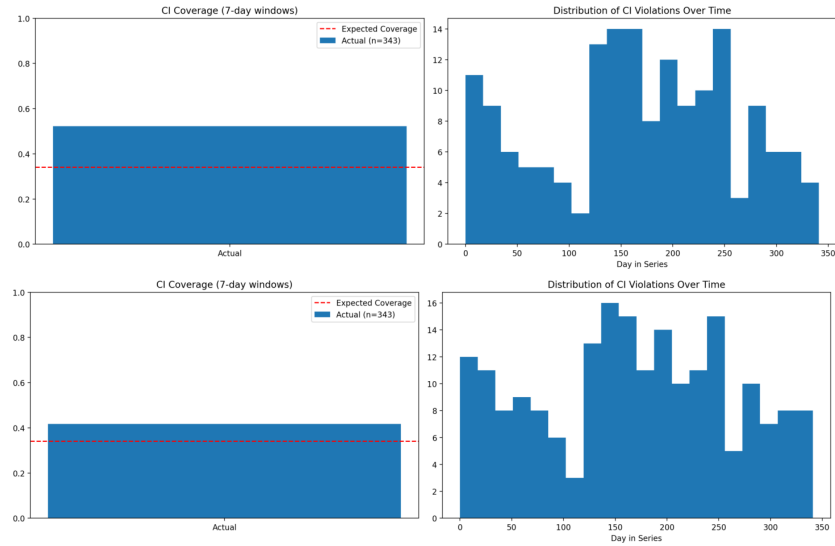 CI Coverage (7-day windows)
1.0
0.8
0.6
0.4
0.2
0.0
Expected Coverage
Actual (n=343)
Actual
Distribution of CI Violations Over Time
14
12
10
8
6
4
2
0
0 50 100 150 200 250 300 350
Day in Series
CI Coverage (7-day windows)
1.0
0.8
0.6
0.4
0.2
0.0
Expected Coverage
Actual (n=343)
Actual
Distribution of CI Violations Over Time
16
14
12
10
8
6
4
2
0
0 50 100 150 200 250 300 350
Day in Series